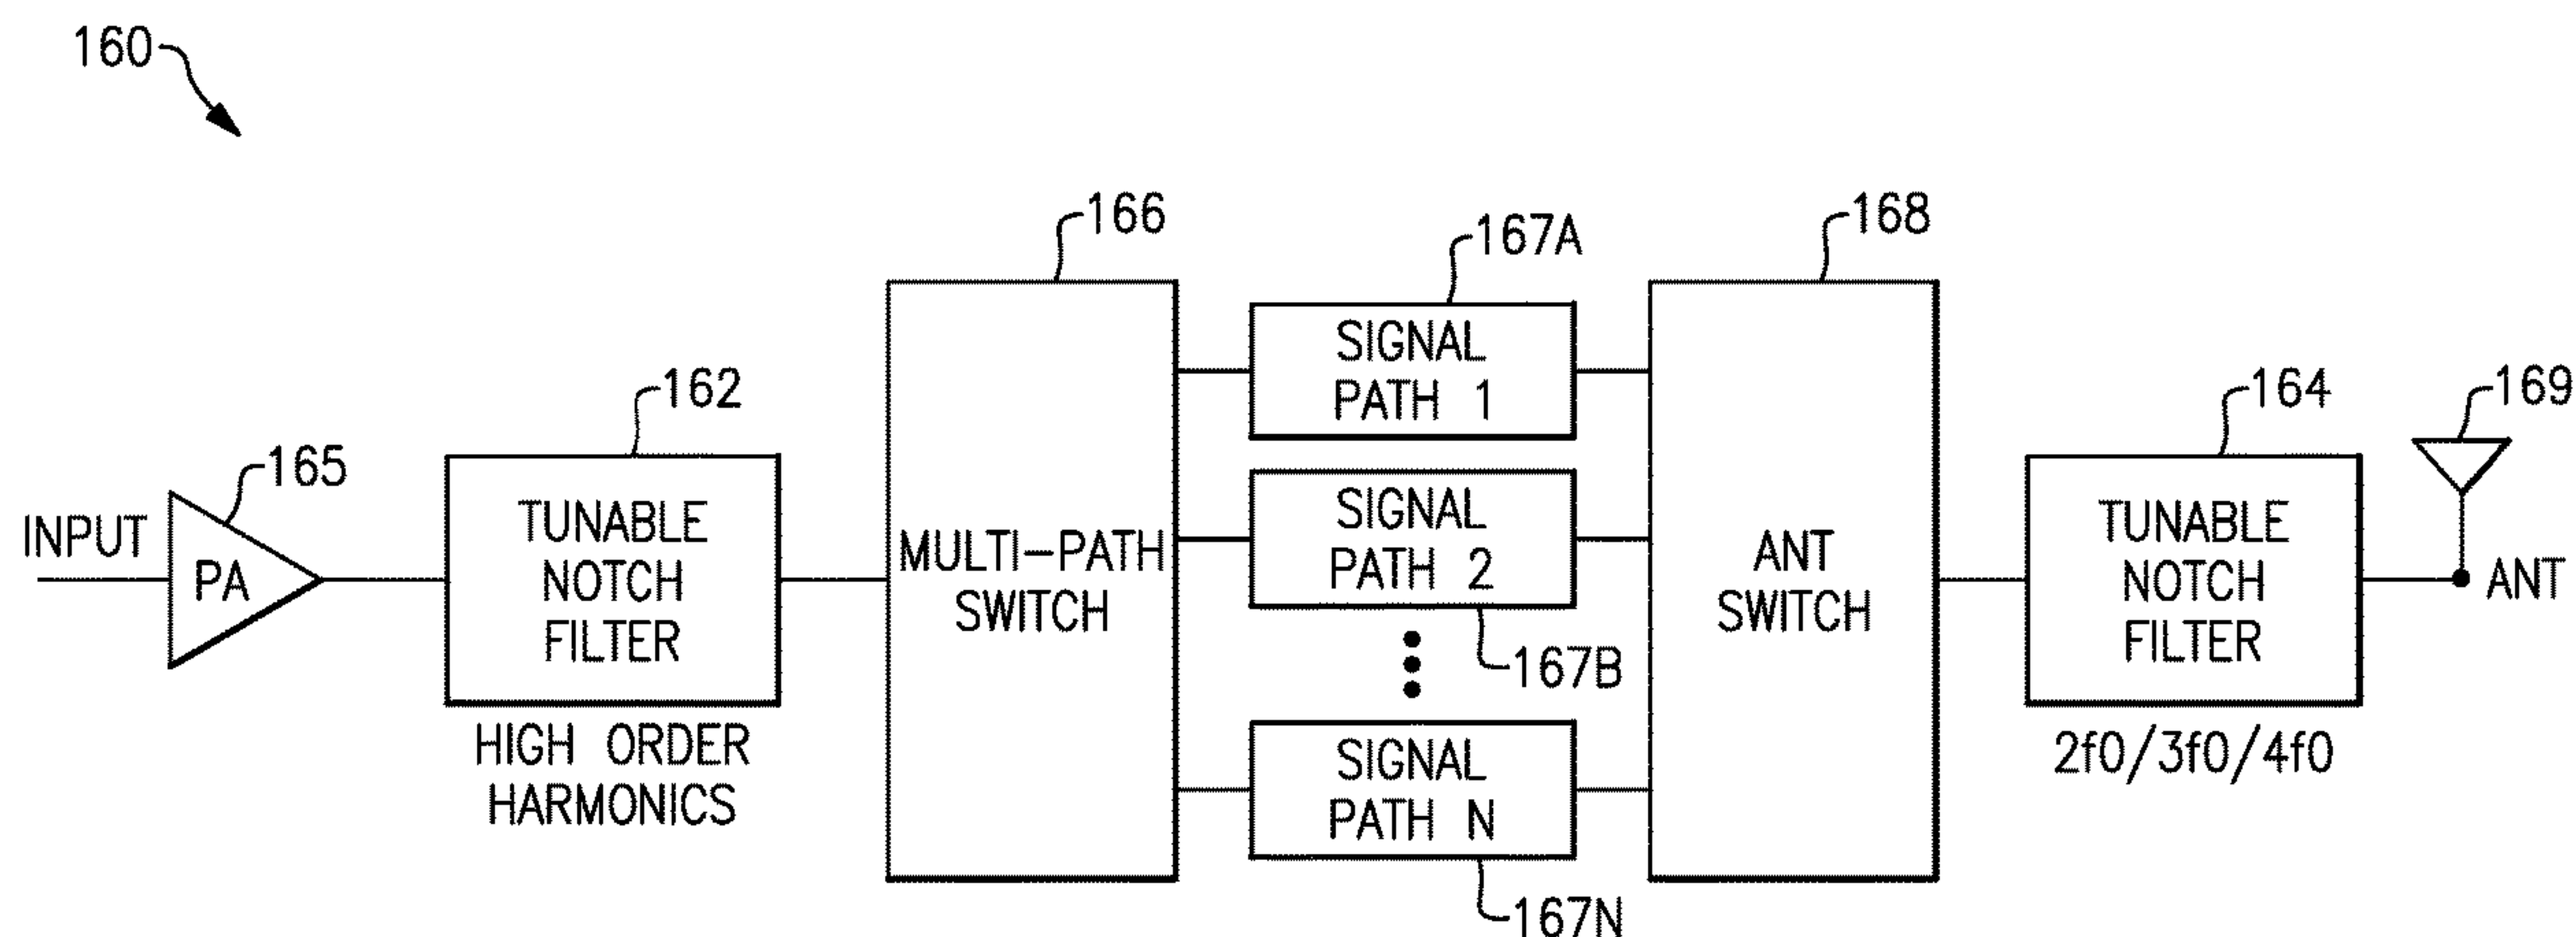 160
166
167A
168
SIGNAL
PATH 1
162
164
169
165
INPUT
PA
TUNABLE
NOTCH
FILTER
HIGH ORDER
HARMONICS
MULTI-PATH
SWITCH
SIGNAL
PATH 2
167B
SIGNAL
PATH N
167N
ANT
SWITCH
TUNABLE
NOTCH
FILTER
2f0/3f0/4f0
ANT